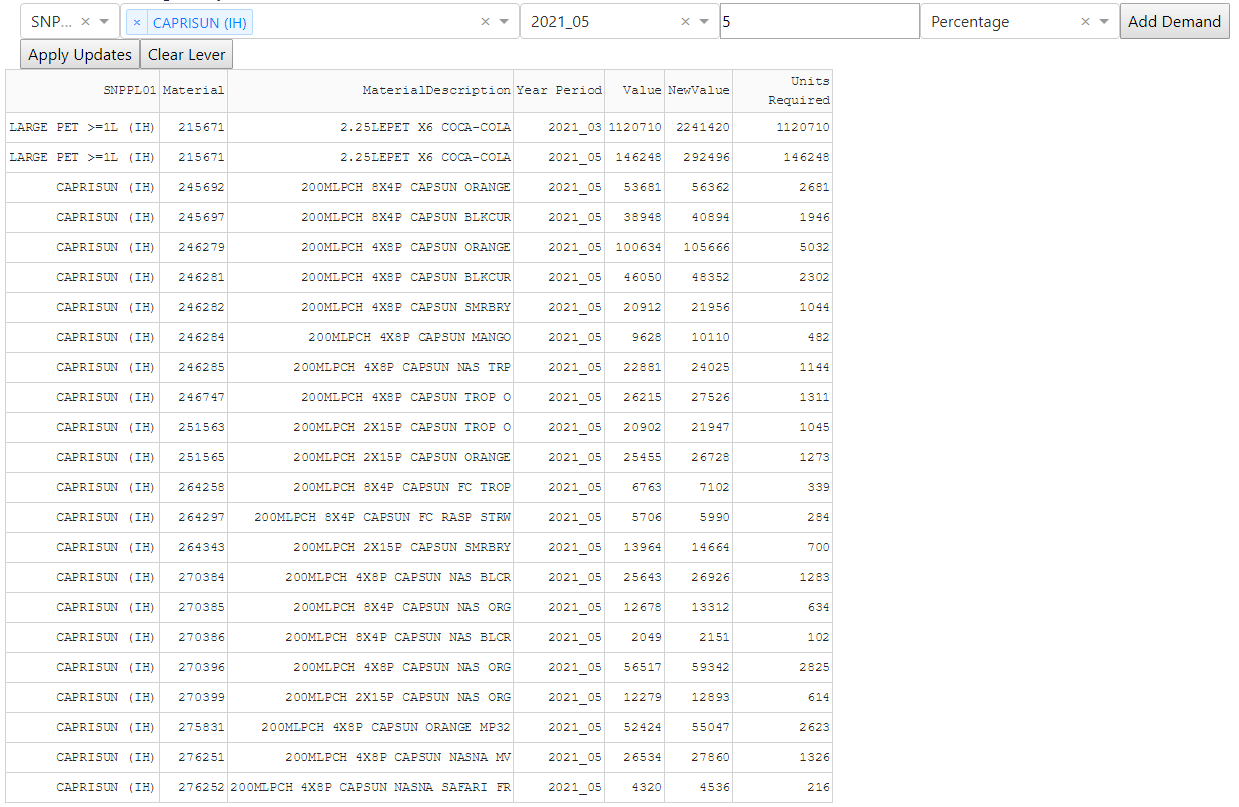 SNP... × × CAPRISUN (IH) × 2021_05 × 5 Percentage × Add Demand
Apply Updates Clear Lever
SNPPL01 Material MaterialDescription Year Period Value NewValue Units Required
LARGE PET >=1L (IH) 215671 2.25LEPET X6 COCA-COLA 2021_03 1120710 2241420 1120710
LARGE PET >=1L (IH) 215671 2.25LEPET X6 COCA-COLA 2021_05 146248 292496 146248
CAPRISUN (IH) 245692 200MLPCH 8X4P CAPSUN ORANGE 2021_05 53681 56362 2681
CAPRISUN (IH) 245697 200MLPCH 8X4P CAPSUN BLKCUR 2021_05 38948 40894 1946
CAPRISUN (IH) 246279 200MLPCH 4X8P CAPSUN ORANGE 2021_05 100634 105666 5032
CAPRISUN (IH) 246281 200MLPCH 4X8P CAPSUN BLKCUR 2021_05 46050 48352 2302
CAPRISUN (IH) 246282 200MLPCH 4X8P CAPSUN SMRBRY 2021_05 20912 21956 1044
CAPRISUN (IH) 246284 200MLPCH 4X8P CAPSUN MANGO 2021_05 9628 10110 482
CAPRISUN (IH) 246285 200MLPCH 4X8P CAPSUN NAS TRP 2021_05 22881 24025 1144
CAPRISUN (IH) 246747 200MLPCH 4X8P CAPSUN TROP O 2021_05 26215 27526 1311
CAPRISUN (IH) 251563 200MLPCH 2X15P CAPSUN TROP O 2021_05 20902 21947 1045
CAPRISUN (IH) 251565 200MLPCH 2X15P CAPSUN ORANGE 2021_05 25455 26728 1273
CAPRISUN (IH) 264258 200MLPCH 8X4P CAPSUN FC TROP 2021_05 6763 7102 339
CAPRISUN (IH) 264297 200MLPCH 8X4P CAPSUN FC RASP STRW 2021_05 5706 5990 284
CAPRISUN (IH) 264343 200MLPCH 2X15P CAPSUN SMRBRY 2021_05 13964 14664 700
CAPRISUN (IH) 270384 200MLPCH 4X8P CAPSUN NAS BLCR 2021_05 25643 26926 1283
CAPRISUN (IH) 270385 200MLPCH 8X4P CAPSUN NAS ORG 2021_05 12678 13312 634
CAPRISUN (IH) 270386 200MLPCH 8X4P CAPSUN NAS BLCR 2021_05 2049 2151 102
CAPRISUN (IH) 270396 200MLPCH 4X8P CAPSUN NAS ORG 2021_05 56517 59342 2825
CAPRISUN (IH) 270399 200MLPCH 2X15P CAPSUN NAS ORG 2021_05 12279 12893 614
CAPRISUN (IH) 275831 200MLPCH 4X8P CAPSUN ORANGE MP32 2021_05 52424 55047 2623
CAPRISUN (IH) 276251 200MLPCH 4X8P CAPSUN NASNA MV 2021_05 26534 27860 1326
CAPRISUN (IH) 276252 200MLPCH 4X8P CAPSUN NASNA SAFARI FR 2021_05 4320 4536 216